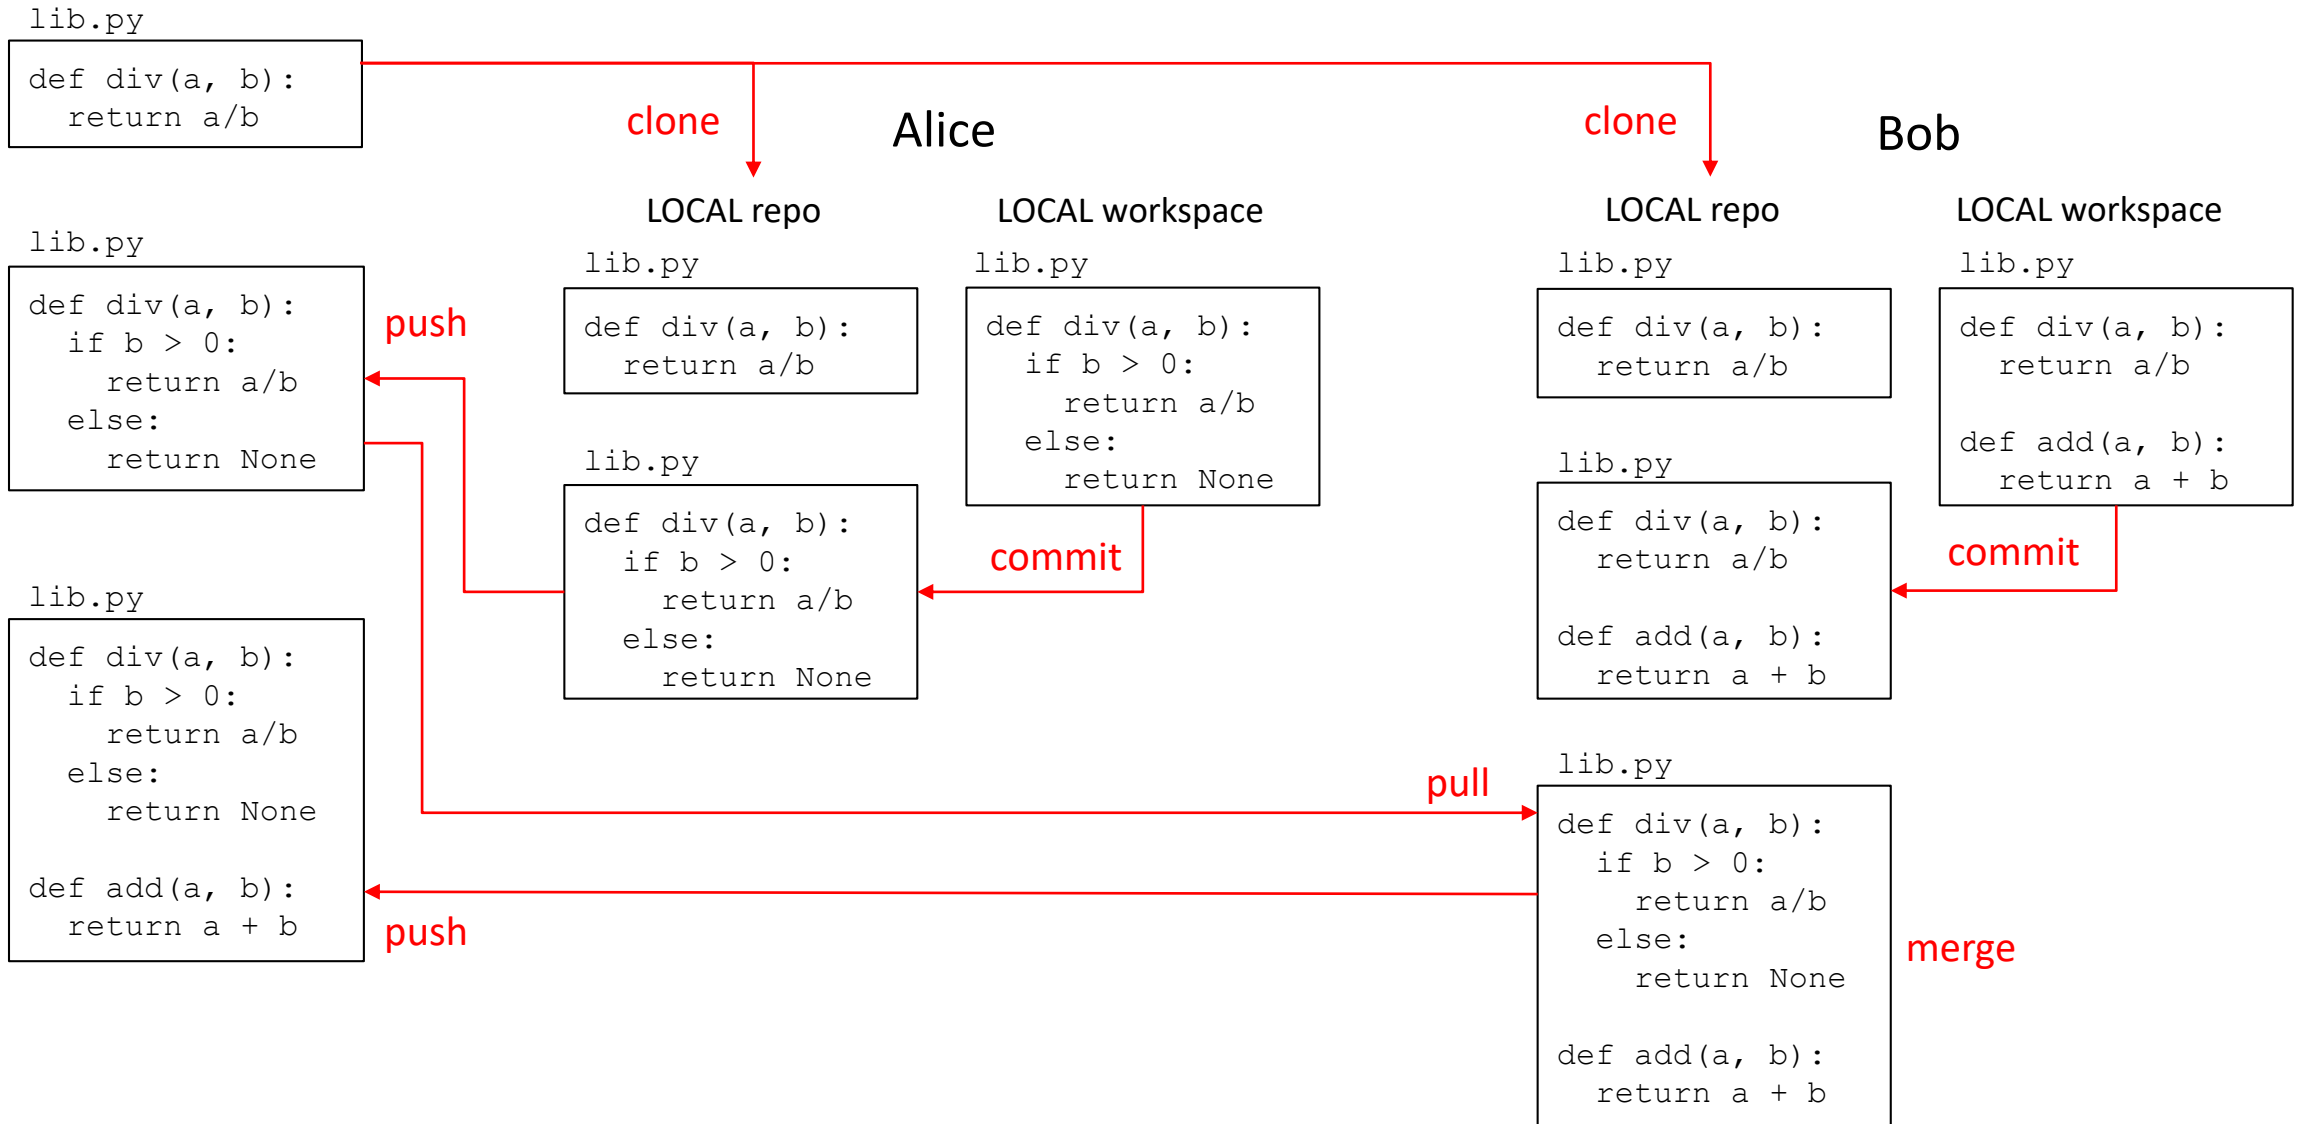 lib.py
def div(a, b):
  return a/b
clone
Alice
clone
Bob
LOCAL repo
LOCAL workspace
LOCAL repo
LOCAL workspace
lib.py
def div(a, b):
  if b > 0:
    return a/b
  else:
    return None
push
lib.py
def div(a, b):
  return a/b
lib.py
def div(a, b):
  if b > 0:
    return a/b
  else:
    return None
lib.py
def div(a, b):
  return a/b
lib.py
def div(a, b):
  return a/b
def add(a, b):
  return a + b
lib.py
def div(a, b):
  if b > 0:
    return a/b
  else:
    return None
commit
lib.py
def div(a, b):
  return a/b
def add(a, b):
  return a + b
commit
lib.py
def div(a, b):
  if b > 0:
    return a/b
  else:
    return None
def add(a, b):
  return a + b
push
pull
lib.py
def div(a, b):
  if b > 0:
    return a/b
  else:
    return None
def add(a, b):
  return a + b
merge